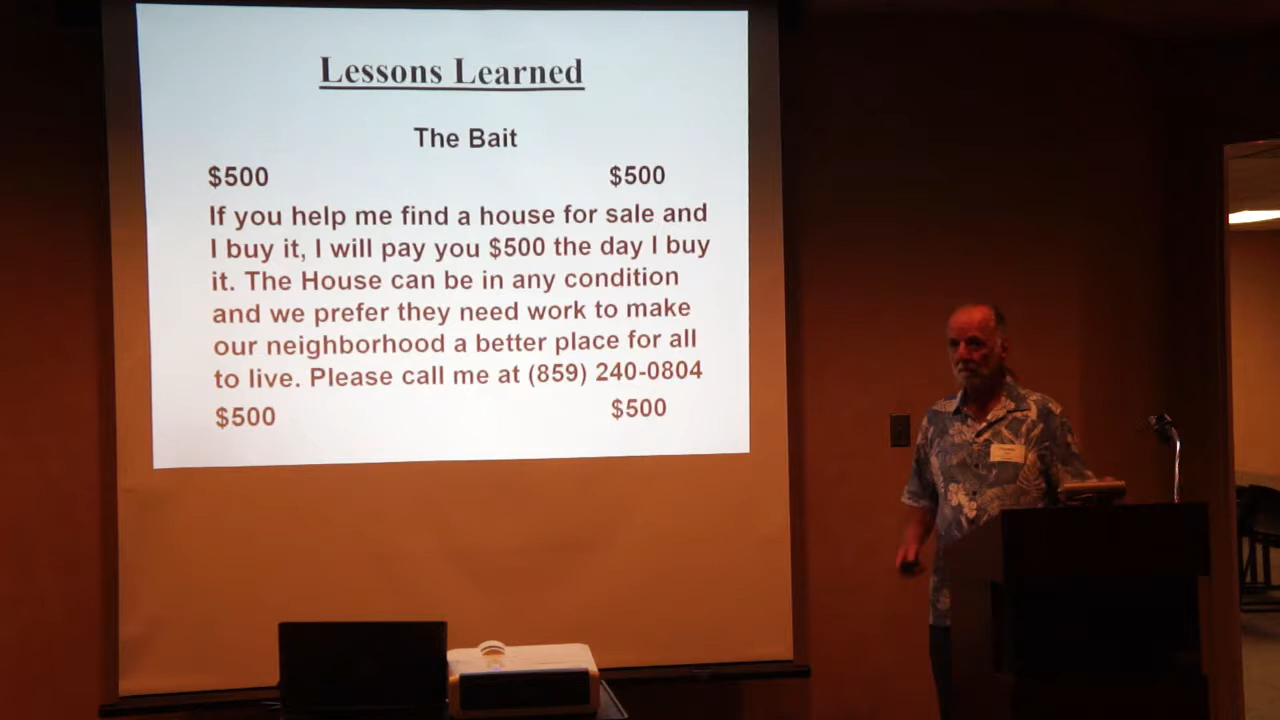 Lessons Learned
The Bait
$500 $500
If you help me find a house for sale and
I buy it, I will pay you $500 the day I buy
it. The House can be in any condition
and we prefer they need work to make
our neighborhood a better place for all
to live. Please call me at (859) 240-0804
$500 $500